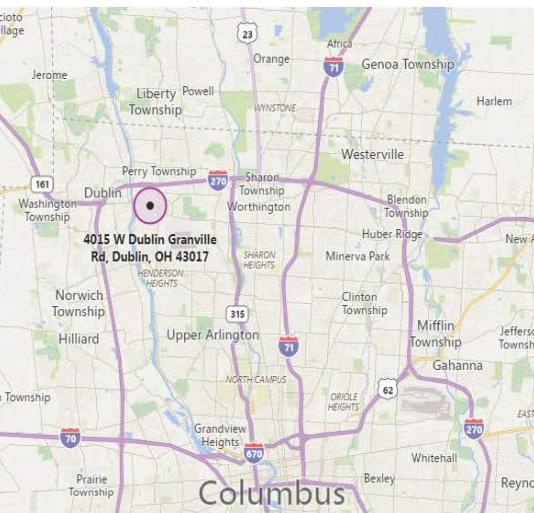 cioto
illage
23
Orange
Africa
71
Genoa Township
Jerome
Liberty
Township
Powell
WYNSTONE
Harlem
Westerville
161
Perry Township
270
Sharon
Township
Dublin
Washington
Township
Worthington
Blendon
Township
4015 W Dublin Granville
Rd, Dublin, OH 43017
Huber Ridge
New A
SHARON
HEIGHTS
Minerva Park
HENDERSON
HEIGHTS
Norwich
Township
Clinton
Township
315
Hilliard
Upper Arlington
71
Mifflin
Township
Jefferso
Townsh
Gahanna
NORTH CAMPUS
62
n Township
ORIOLE
HEIGHTS
EAST
Grandview
Heights
70
670
270
Whitehall
Prairie
Township
Bexley
Reyno
Columbus